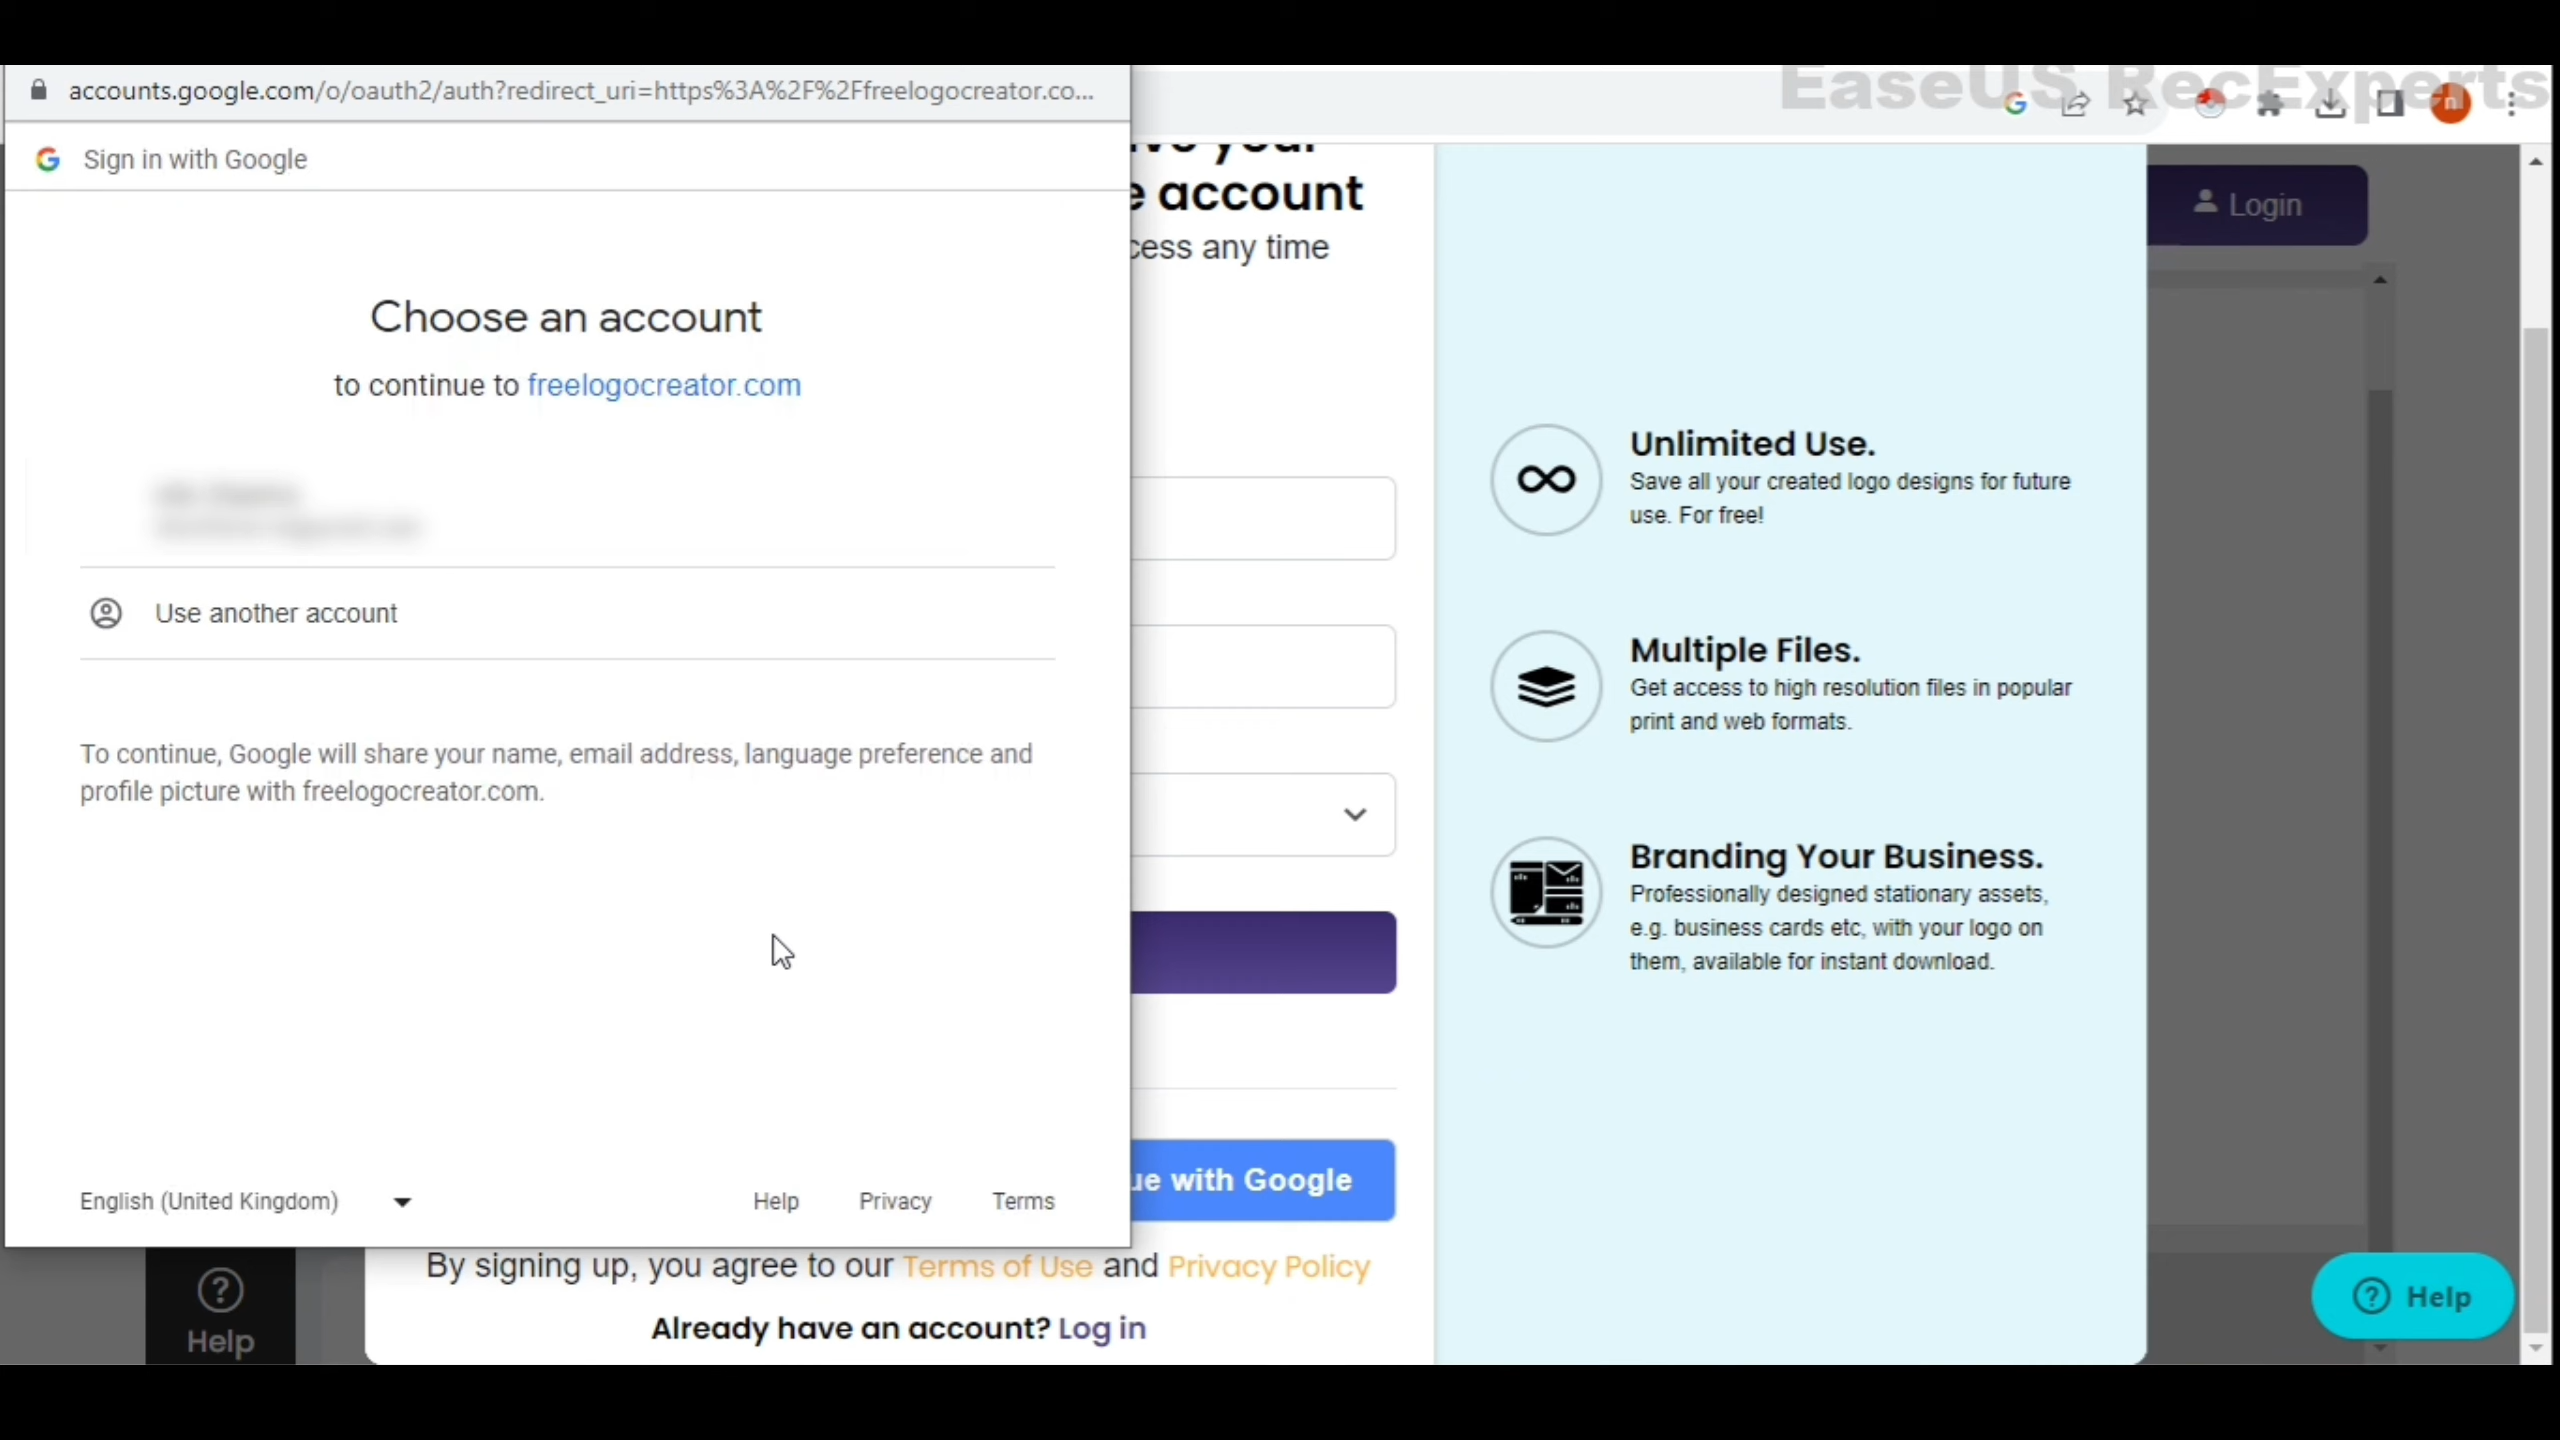 EaseUS RecExperts
accounts.google.com/o/oauth2/auth?redirect_uri=https%3A%2F%2Ffreelogocreator.co...
n
Sign in with Google
Choose an account
to continue to freelogocreator.com
Use another account
To continue, Google will share your name, email address, language preference and
profile picture with freelogocreator.com.
English (United Kingdom)
Help
Privacy
Terms
your
account
any time
with Google
By signing up, you agree to our Terms of Use and Privacy Policy
Already have an account? Log in
Help
Unlimited Use.
Save all your created logo designs for future
use. For free!
Multiple Files.
Get access to high resolution files in popular
print and web formats.
Branding Your Business.
Professionally designed stationary assets,
e.g. business cards etc, with your logo on
them, available for instant download.
Login
Help